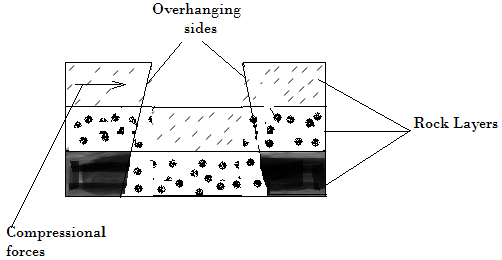 Overhanging
sides
Rock Layers
Compressional
forces